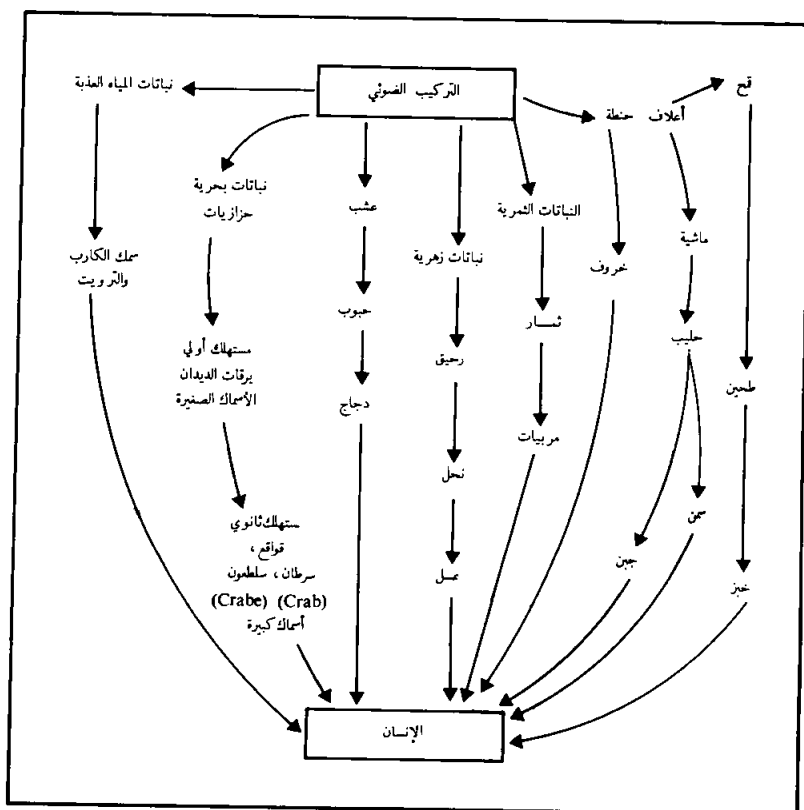 قمح
نباتات المياه العذبة
التركيب الضوئي
حنطة أعلاف
نباتات بحرية
حزازيات
عشب
النباتات الثمرية
ماشية
سمك الكارب
والترويت
نباتات زهرية
خروف
حبوب
ثمــار
حليب
مستهلك أولي
يرقات الديدان
الأسماك الصغيرة
رحيق
طحين
دجاج
مربيات
نحل
سمن
مستهلك ثانوي
قواقع ،
سرطان ، سلطعون
(Crabe) (Crab)
أسماك كبيرة
عسل
جبن
خبز
الإنسان